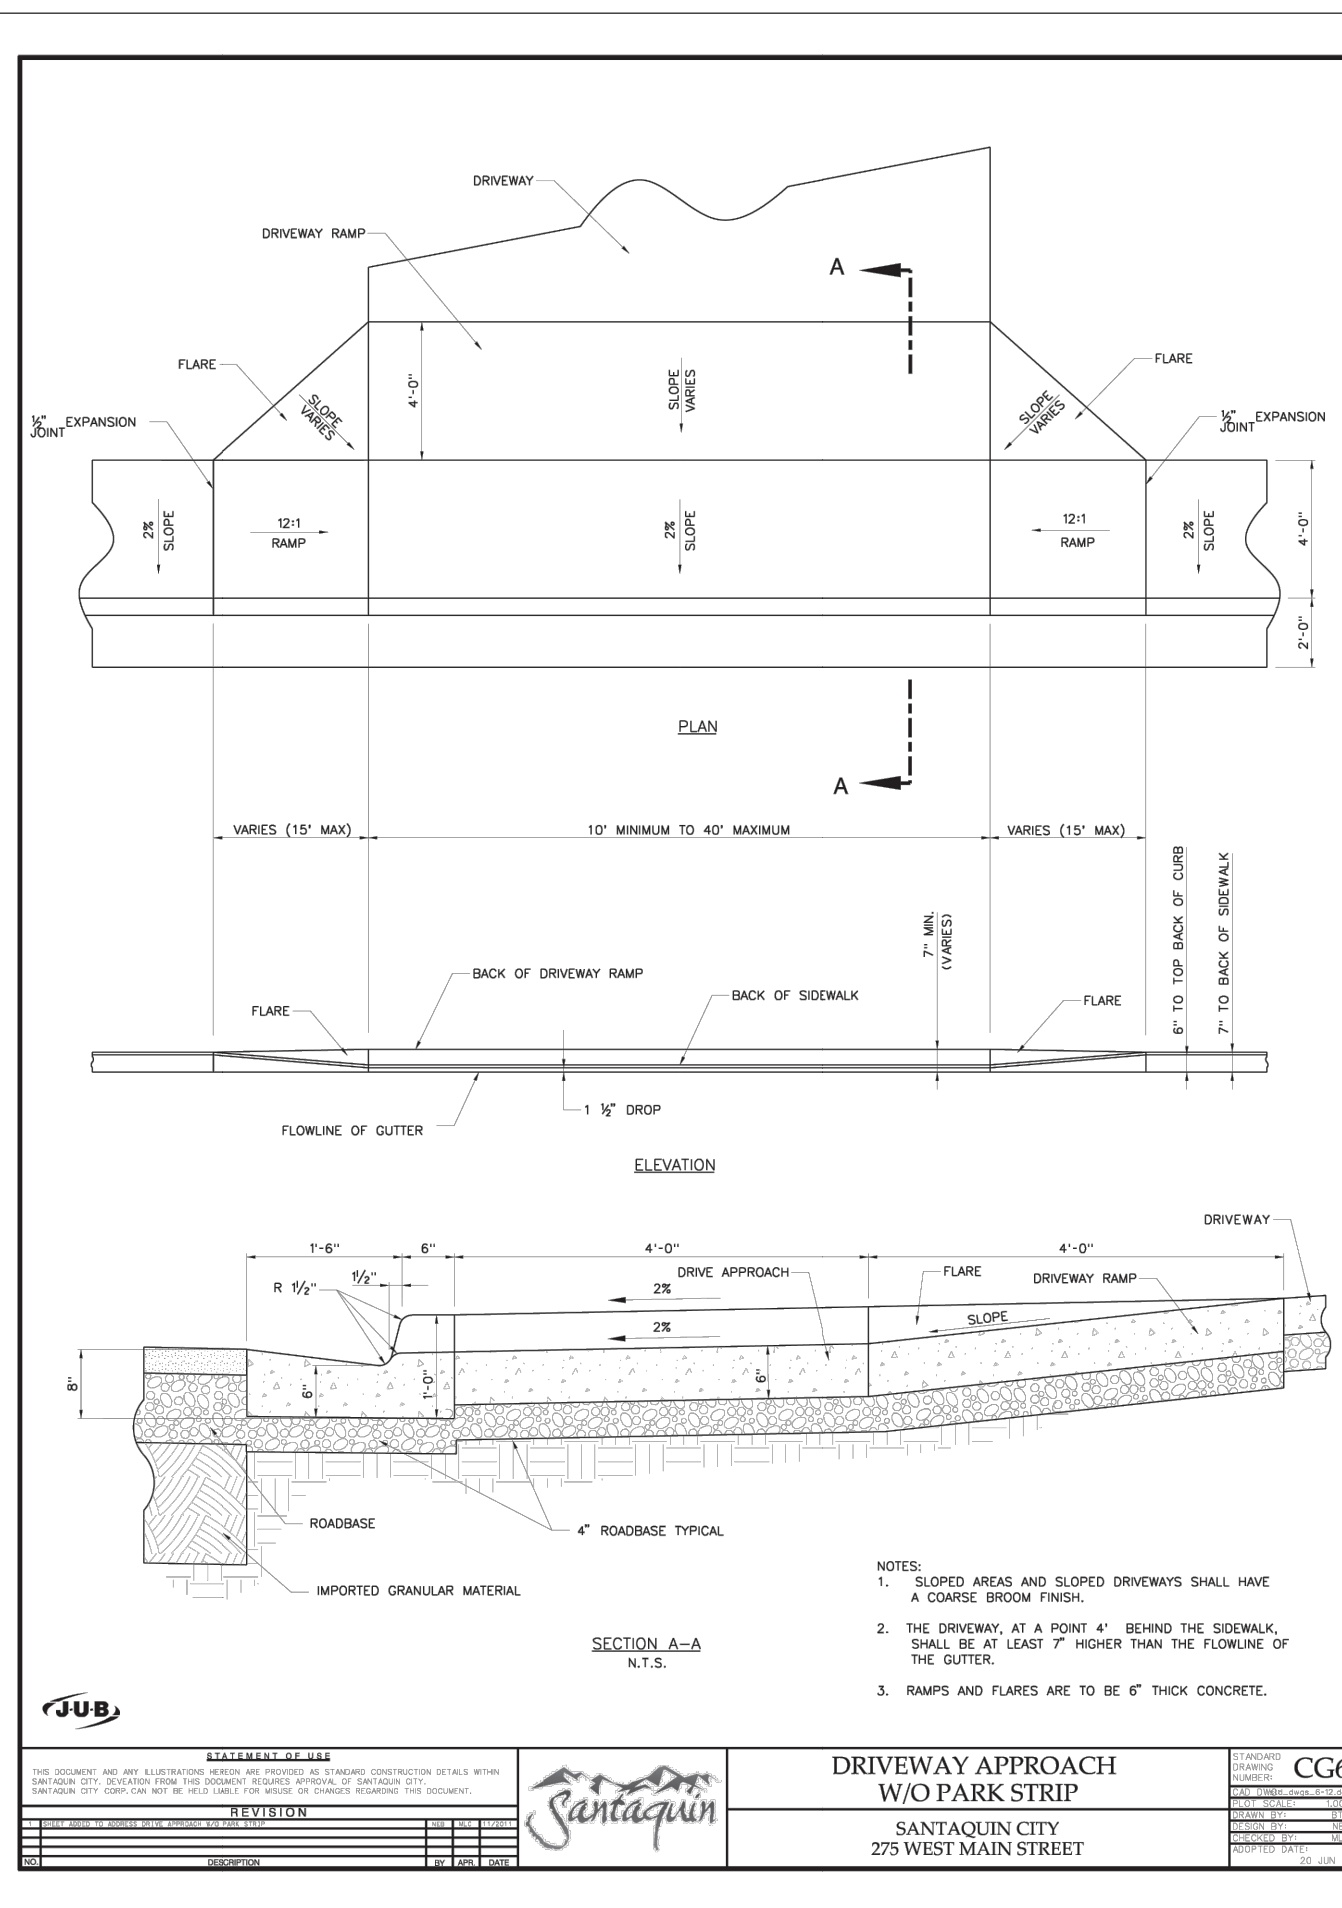 DRIVEWAY
DRIVEWAY RAMP
A
FLARE
FLARE
4'-0"
SLOPE VARIES
SLOPE VARIES
SLOPE VARIES
½" EXPANSION JOINT
½" EXPANSION JOINT
2% SLOPE
12:1
RAMP
2% SLOPE
12:1
RAMP
2% SLOPE
4'-0"
2'-0"
PLAN
A
VARIES (15' MAX)
10' MINIMUM TO 40' MAXIMUM
VARIES (15' MAX)
7" MIN.
(VARIES)
6" TO TOP BACK OF CURB
7" TO BACK OF SIDEWALK
BACK OF DRIVEWAY RAMP
BACK OF SIDEWALK
FLARE
FLARE
1 ½" DROP
FLOWLINE OF GUTTER
ELEVATION
DRIVEWAY
1'-6"
6"
4'-0"
4'-0"
R 1½"
1½"
DRIVE APPROACH
FLARE
DRIVEWAY RAMP
2%
2%
SLOPE
8"
6"
1'-0"
6"
ROADBASE
4" ROADBASE TYPICAL
IMPORTED GRANULAR MATERIAL
SECTION A-A
N.T.S.
NOTES:
1. SLOPED AREAS AND SLOPED DRIVEWAYS SHALL HAVE
A COARSE BROOM FINISH.
2. THE DRIVEWAY, AT A POINT 4' BEHIND THE SIDEWALK,
SHALL BE AT LEAST 7" HIGHER THAN THE FLOWLINE OF
THE GUTTER.
3. RAMPS AND FLARES ARE TO BE 6" THICK CONCRETE.
J·U·B
STATEMENT OF USE
THIS DOCUMENT AND ANY ILLUSTRATIONS HEREON ARE PROVIDED AS STANDARD CONSTRUCTION DETAILS WITHIN
SANTAQUIN CITY. DEVEATION FROM THIS DOCUMENT REQUIRES APPROVAL OF SANTAQUIN CITY.
SANTAQUIN CITY CORP. CAN NOT BE HELD LIABLE FOR MISUSE OR CHANGES REGARDING THIS DOCUMENT.
REVISION
1 SHEET ADDED TO ADDRESS DRIVE APPROACH W/O PARK STRIP NEB MLC 11/2011
NO. DESCRIPTION BY APR. DATE
Santaquin
DRIVEWAY APPROACH
W/O PARK STRIP
SANTAQUIN CITY
275 WEST MAIN STREET
STANDARD
DRAWING
NUMBER:
CG6
PLOT SCALE:
DRAWN BY:
DESIGN BY:
CHECKED BY:
ADOPTED DATE:
20 JUN